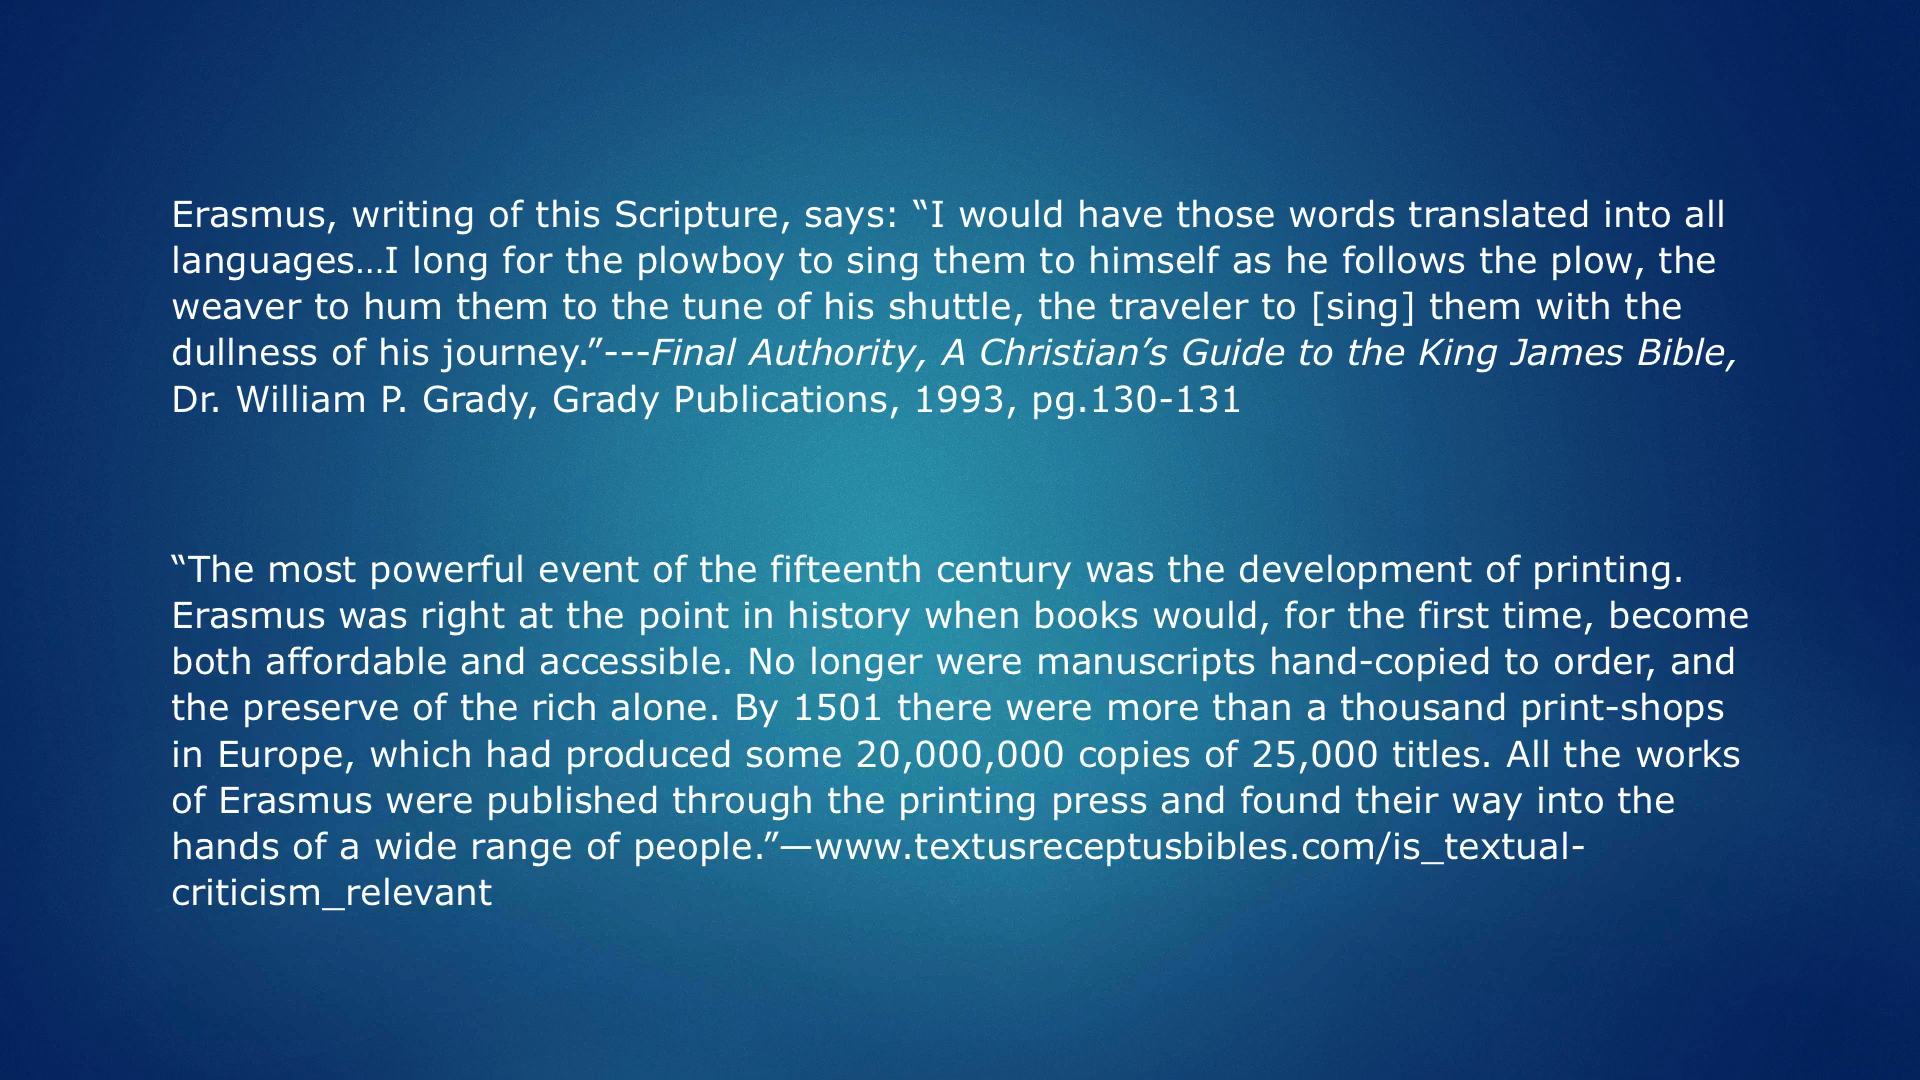 Erasmus, writing of this Scripture, says: “I would have those words translated into all
languages…I long for the plowboy to sing them to himself as he follows the plow, the
weaver to hum them to the tune of his shuttle, the traveler to [sing] them with the
dullness of his journey.”---Final Authority, A Christian’s Guide to the King James Bible,
Dr. William P. Grady, Grady Publications, 1993, pg.130-131
“The most powerful event of the fifteenth century was the development of printing.
Erasmus was right at the point in history when books would, for the first time, become
both affordable and accessible. No longer were manuscripts hand-copied to order, and
the preserve of the rich alone. By 1501 there were more than a thousand print-shops
in Europe, which had produced some 20,000,000 copies of 25,000 titles. All the works
of Erasmus were published through the printing press and found their way into the
hands of a wide range of people.”—www.textusreceptusbibles.com/is_textual-
criticism_relevant